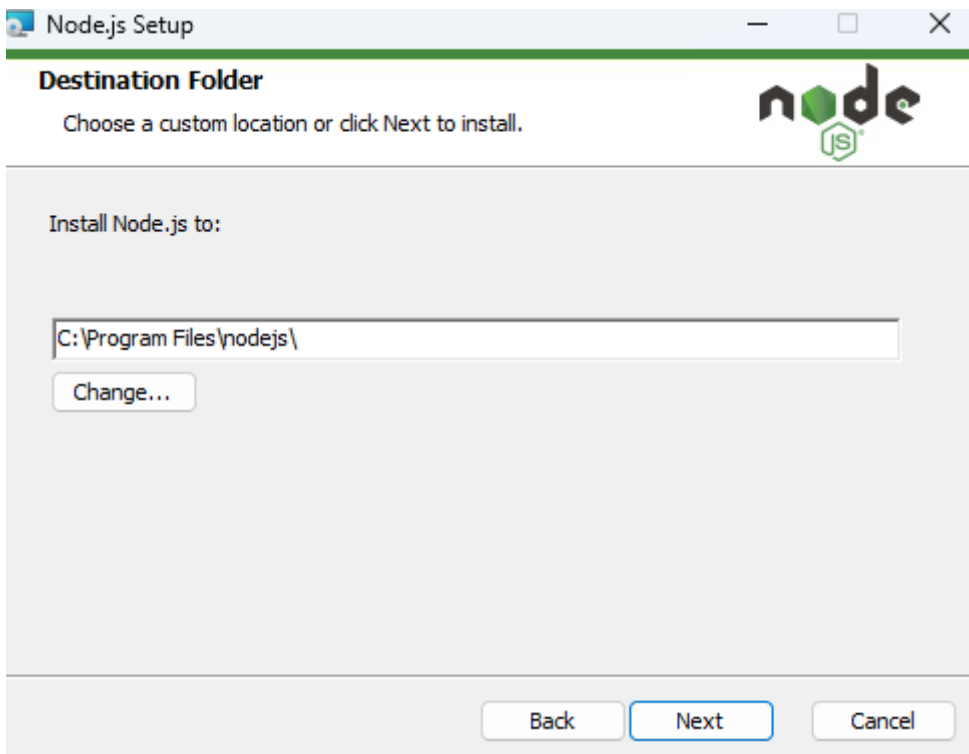 Node.js Setup
Destination Folder
Choose a custom location or click Next to install.
node
JS
Install Node.js to:
C:\Program Files\nodejs\
Change...
Back
Next
Cancel